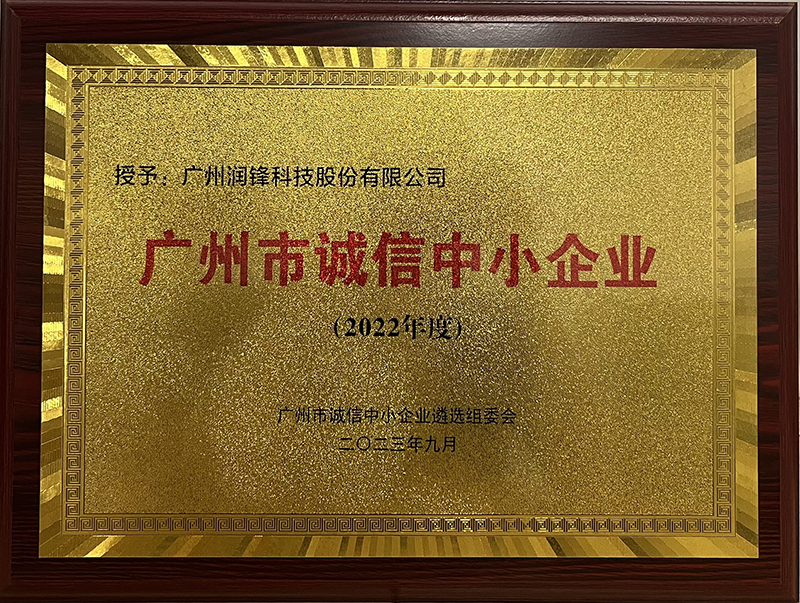 授予：广州润锋科技股份有限公司
广州市诚信中小企业
(2022年度)
广州市诚信中小企业遴选组委会
二〇二三年九月